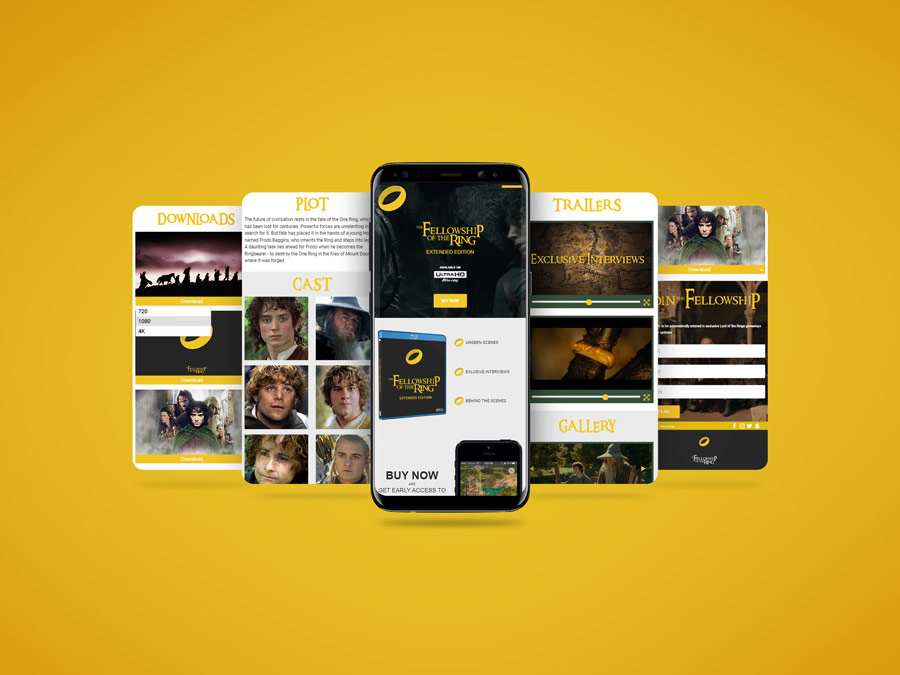 DOWNLOADS
Download
720
1080
4K
FELLOWSHIP
OF THE RING
Download
Download
PLOT
The future of civilization rests in the fate of the One Ring, which
has been lost for centuries. Powerful forces are unrelenting in
search for it. But fate has placed it in the hands of a young Ho
named Frodo Baggins, who inherits the Ring and steps into leg
A daunting task lies ahead for Frodo when he becomes the
Ringbearer - to destroy the One Ring in the fires of Mount Doom
where it was forged.
CAST
THE FELLOWSHIP
OF THE RING
EXTENDED EDITION
AVAILABLE ON
ULTRA HD
Blu-ray
BUY NOW
THE FELLOWSHIP
OF THE RING
EXTENDED EDITION
UNSEEN SCENES
EXLUSIVE INTERVIEWS
BEHIND THE SCENES
BUY NOW
AND
GET EARLY ACCESS TO
TRAILERS
EXCLUSIVE INTERVIEWS
GALLERY
Download
OIN THE FELLOWSHIP
to be automatically entered in exclusive Lord of the Rings giveaways
updates
FELLOWSHIP
OF THE RING